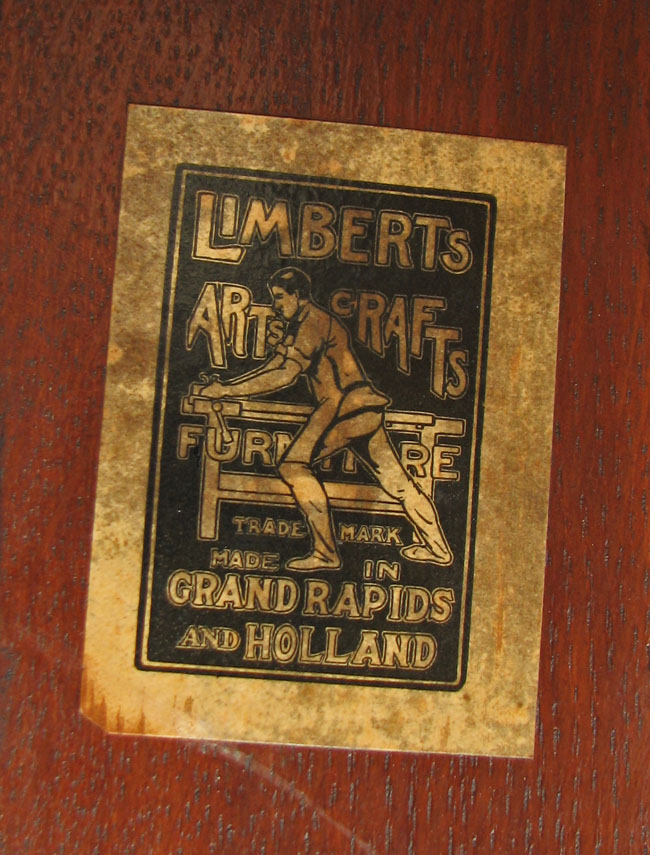 LIMBERTS
ARTS CRAFTS
FURNITURE
TRADE MARK
MADE IN
GRAND RAPIDS
AND HOLLAND